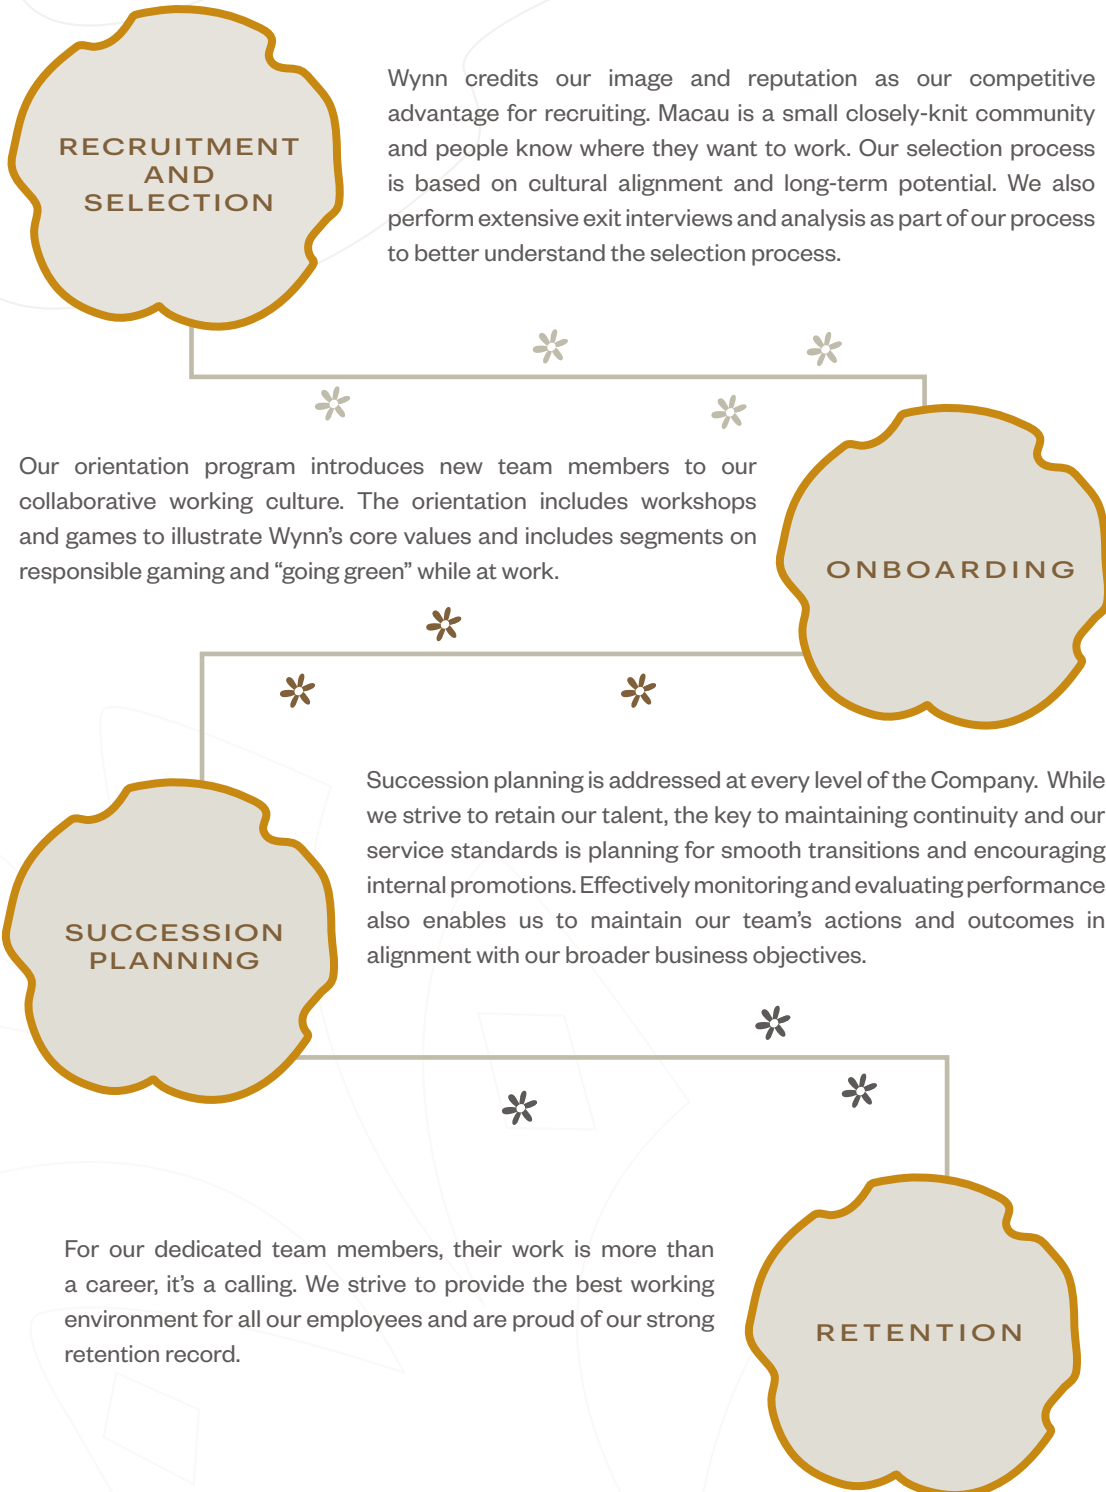 RECRUITMENT
AND
SELECTION
Wynn credits our image and reputation as our competitive
advantage for recruiting. Macau is a small closely-knit community
and people know where they want to work. Our selection process
is based on cultural alignment and long-term potential. We also
perform extensive exit interviews and analysis as part of our process
to better understand the selection process.
Our orientation program introduces new team members to our
collaborative working culture. The orientation includes workshops
and games to illustrate Wynn’s core values and includes segments on
responsible gaming and “going green” while at work.
ONBOARDING
SUCCESSION
PLANNING
Succession planning is addressed at every level of the Company. While
we strive to retain our talent, the key to maintaining continuity and our
service standards is planning for smooth transitions and encouraging
internal promotions. Effectively monitoring and evaluating performance
also enables us to maintain our team’s actions and outcomes in
alignment with our broader business objectives.
For our dedicated team members, their work is more than
a career, it’s a calling. We strive to provide the best working
environment for all our employees and are proud of our strong
retention record.
RETENTION